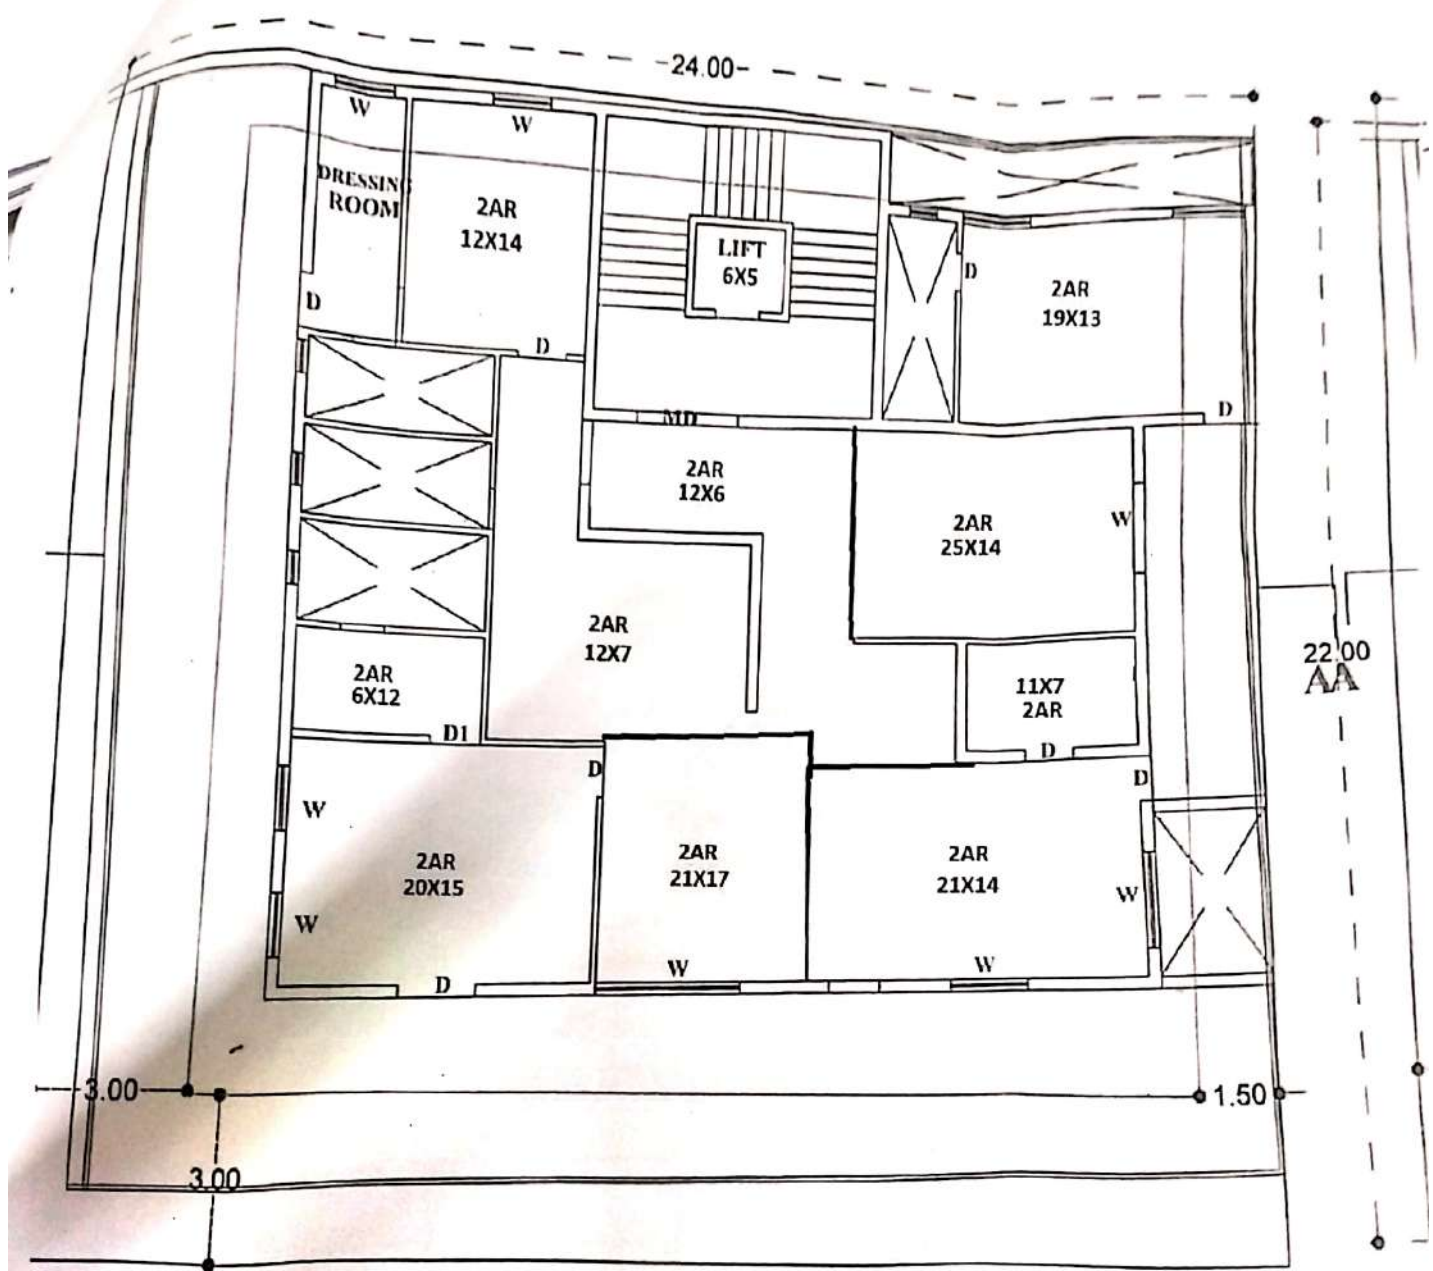 24.00
W
W
DRESSING
ROOM
2AR
12X14
LIFT
6X5
D
2AR
19X13
D
D
D
MD
2AR
12X6
2AR
25X14
W
2AR
12X7
22.00
AA
2AR
6X12
11X7
2AR
D1
D
D
D
W
2AR
20X15
2AR
21X17
2AR
21X14
W
W
D
W
W
3.00
1.50
3.00